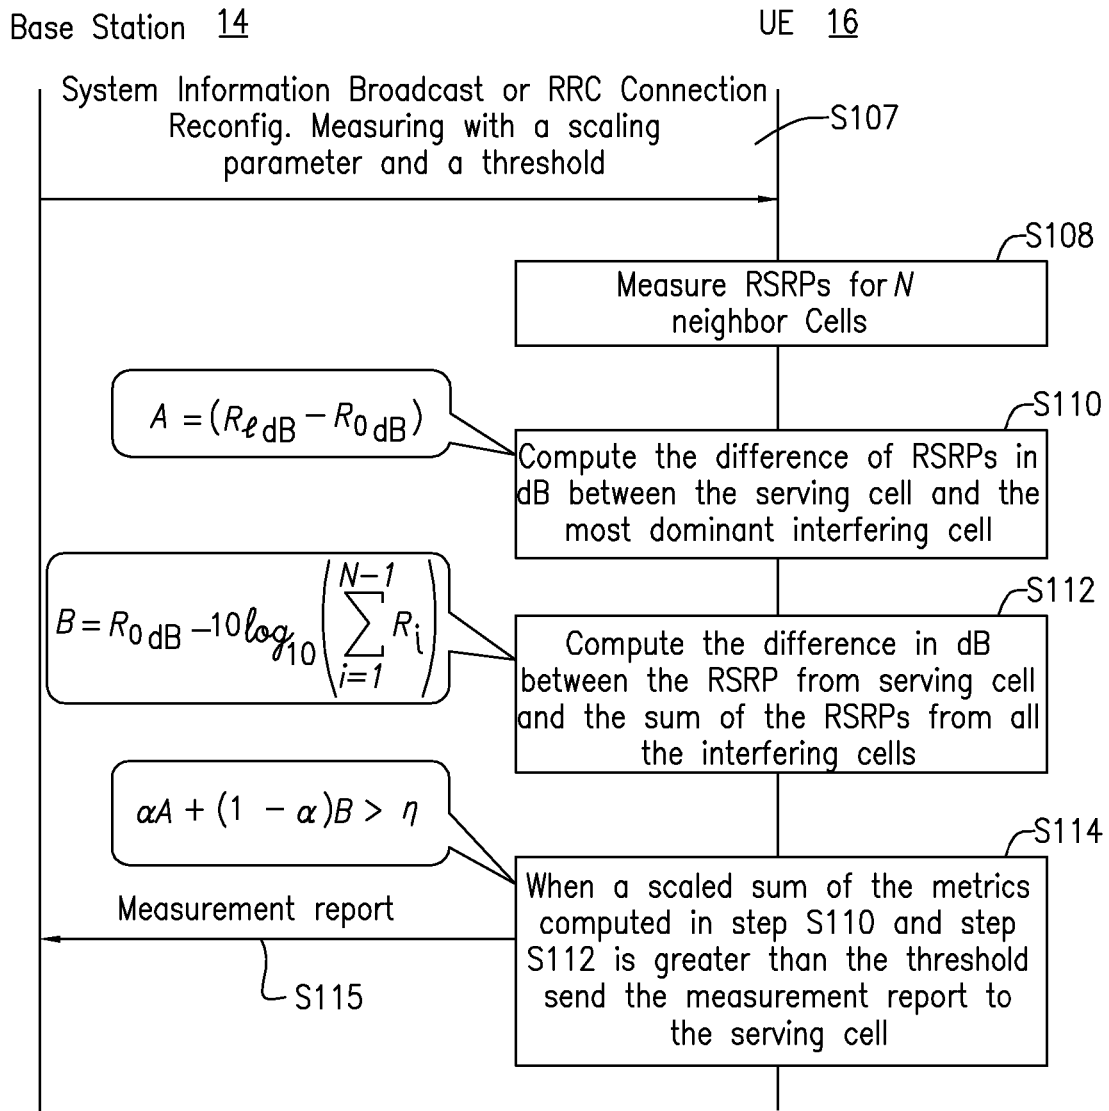 Base Station 14
UE 16
System Information Broadcast or RRC Connection
Reconfig. Measuring with a scaling
parameter and a threshold
S107
S108
Measure RSRPs for N
neighbor Cells
A = (Rℓ dB − R0 dB)
S110
Compute the difference of RSRPs in
dB between the serving cell and the
most dominant interfering cell
B = R0 dB − 10 log10 (∑ i=1 N−1 Ri)
S112
Compute the difference in dB
between the RSRP from serving cell
and the sum of the RSRPs from all
the interfering cells
αA + (1 − α)B > η
S114
When a scaled sum of the metrics
computed in step S110 and step
S112 is greater than the threshold
send the measurement report to
the serving cell
Measurement report
S115